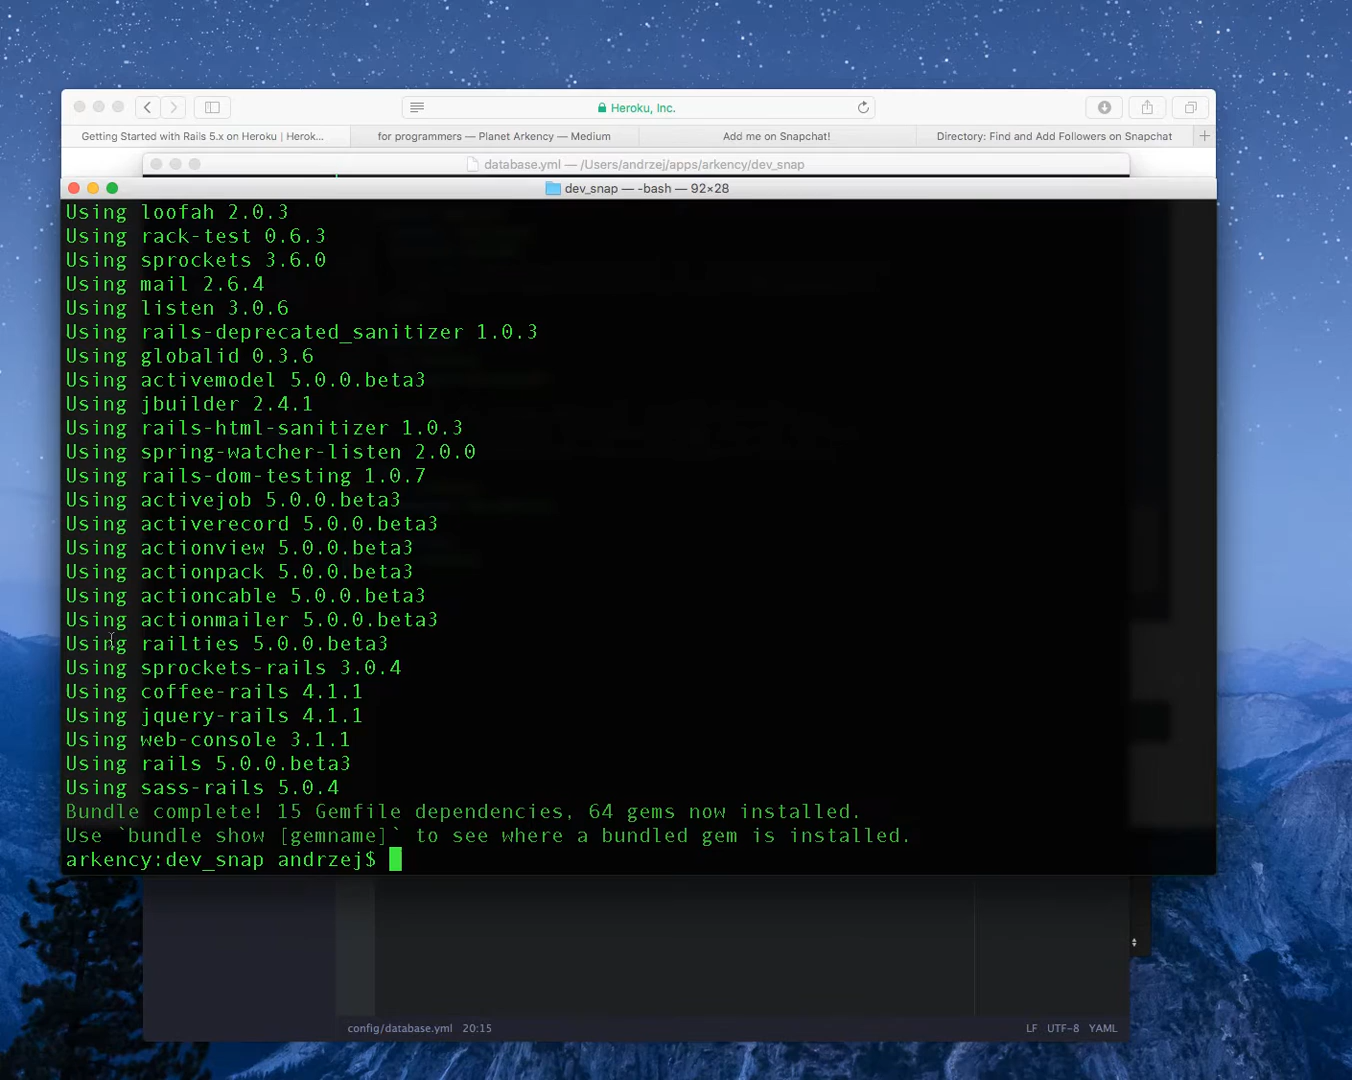 Heroku, Inc.
Getting Started with Rails 5.x on Heroku | Herok...
for programmers — Planet Arkency — Medium
Add me on Snapchat!
Directory: Find and Add Followers on Snapchat
database.yml — /Users/andrzej/apps/arkency/dev_snap
dev_snap — -bash — 92×28
Using loofah 2.0.3
Using rack-test 0.6.3
Using sprockets 3.6.0
Using mail 2.6.4
Using listen 3.0.6
Using rails-deprecated_sanitizer 1.0.3
Using globalid 0.3.6
Using activemodel 5.0.0.beta3
Using jbuilder 2.4.1
Using rails-html-sanitizer 1.0.3
Using spring-watcher-listen 2.0.0
Using rails-dom-testing 1.0.7
Using activejob 5.0.0.beta3
Using activerecord 5.0.0.beta3
Using actionview 5.0.0.beta3
Using actionpack 5.0.0.beta3
Using actioncable 5.0.0.beta3
Using actionmailer 5.0.0.beta3
Using railties 5.0.0.beta3
Using sprockets-rails 3.0.4
Using coffee-rails 4.1.1
Using jquery-rails 4.1.1
Using web-console 3.1.1
Using rails 5.0.0.beta3
Using sass-rails 5.0.4
Bundle complete! 15 Gemfile dependencies, 64 gems now installed.
Use `bundle show [gemname]` to see where a bundled gem is installed.
arkency:dev_snap andrzej$
config/database.yml 20:15
LF UTF-8 YAML